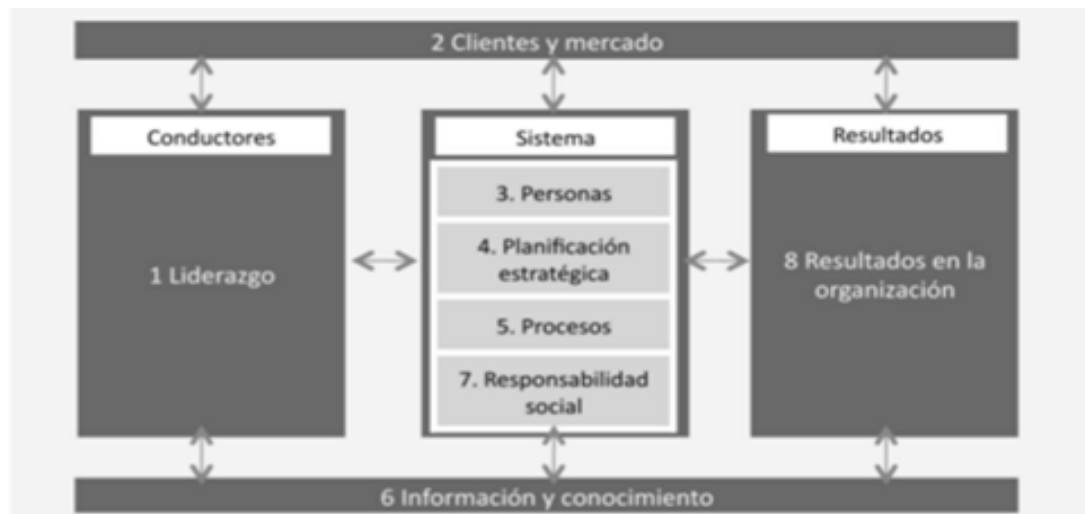 2 Clientes y mercado
Conductores
1 Liderazgo
Sistema
3. Personas
4. Planificación
estratégica
5. Procesos
7. Responsabilidad
social
Resultados
8 Resultados en la
organización
6 Información y conocimiento